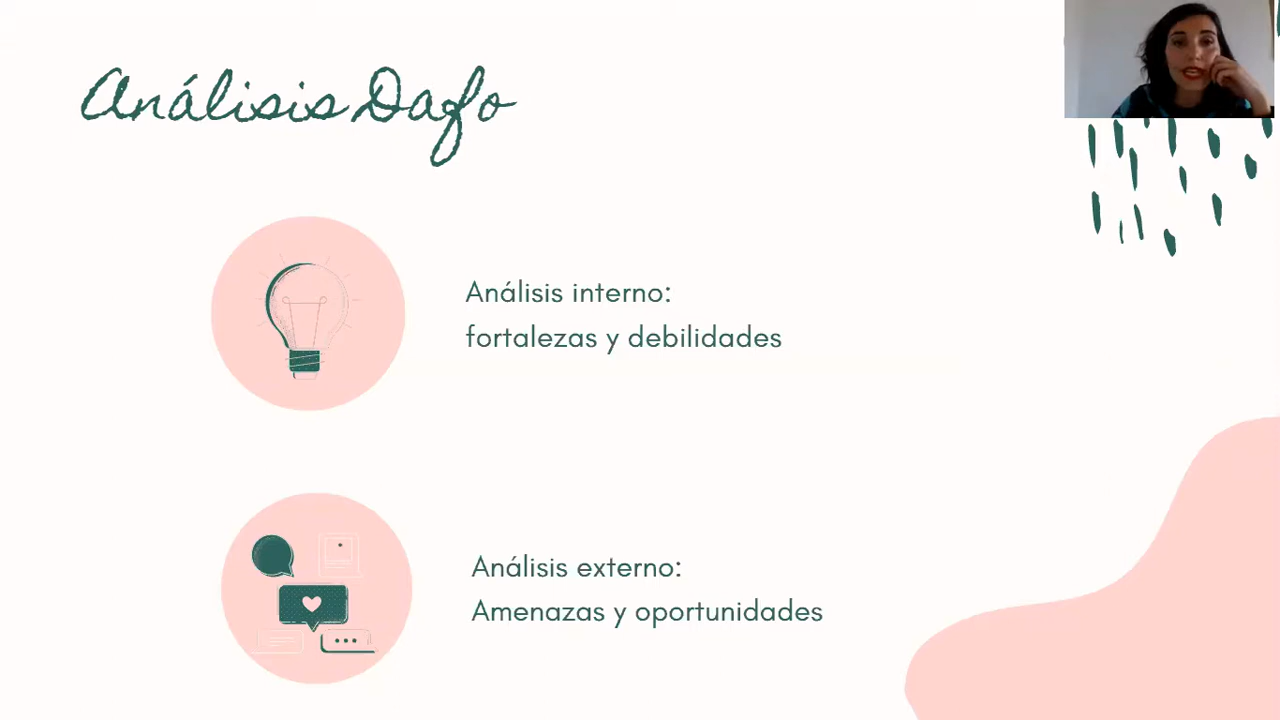 Análisis Dafo
Análisis interno:
fortalezas y debilidades
Análisis externo:
Amenazas y oportunidades